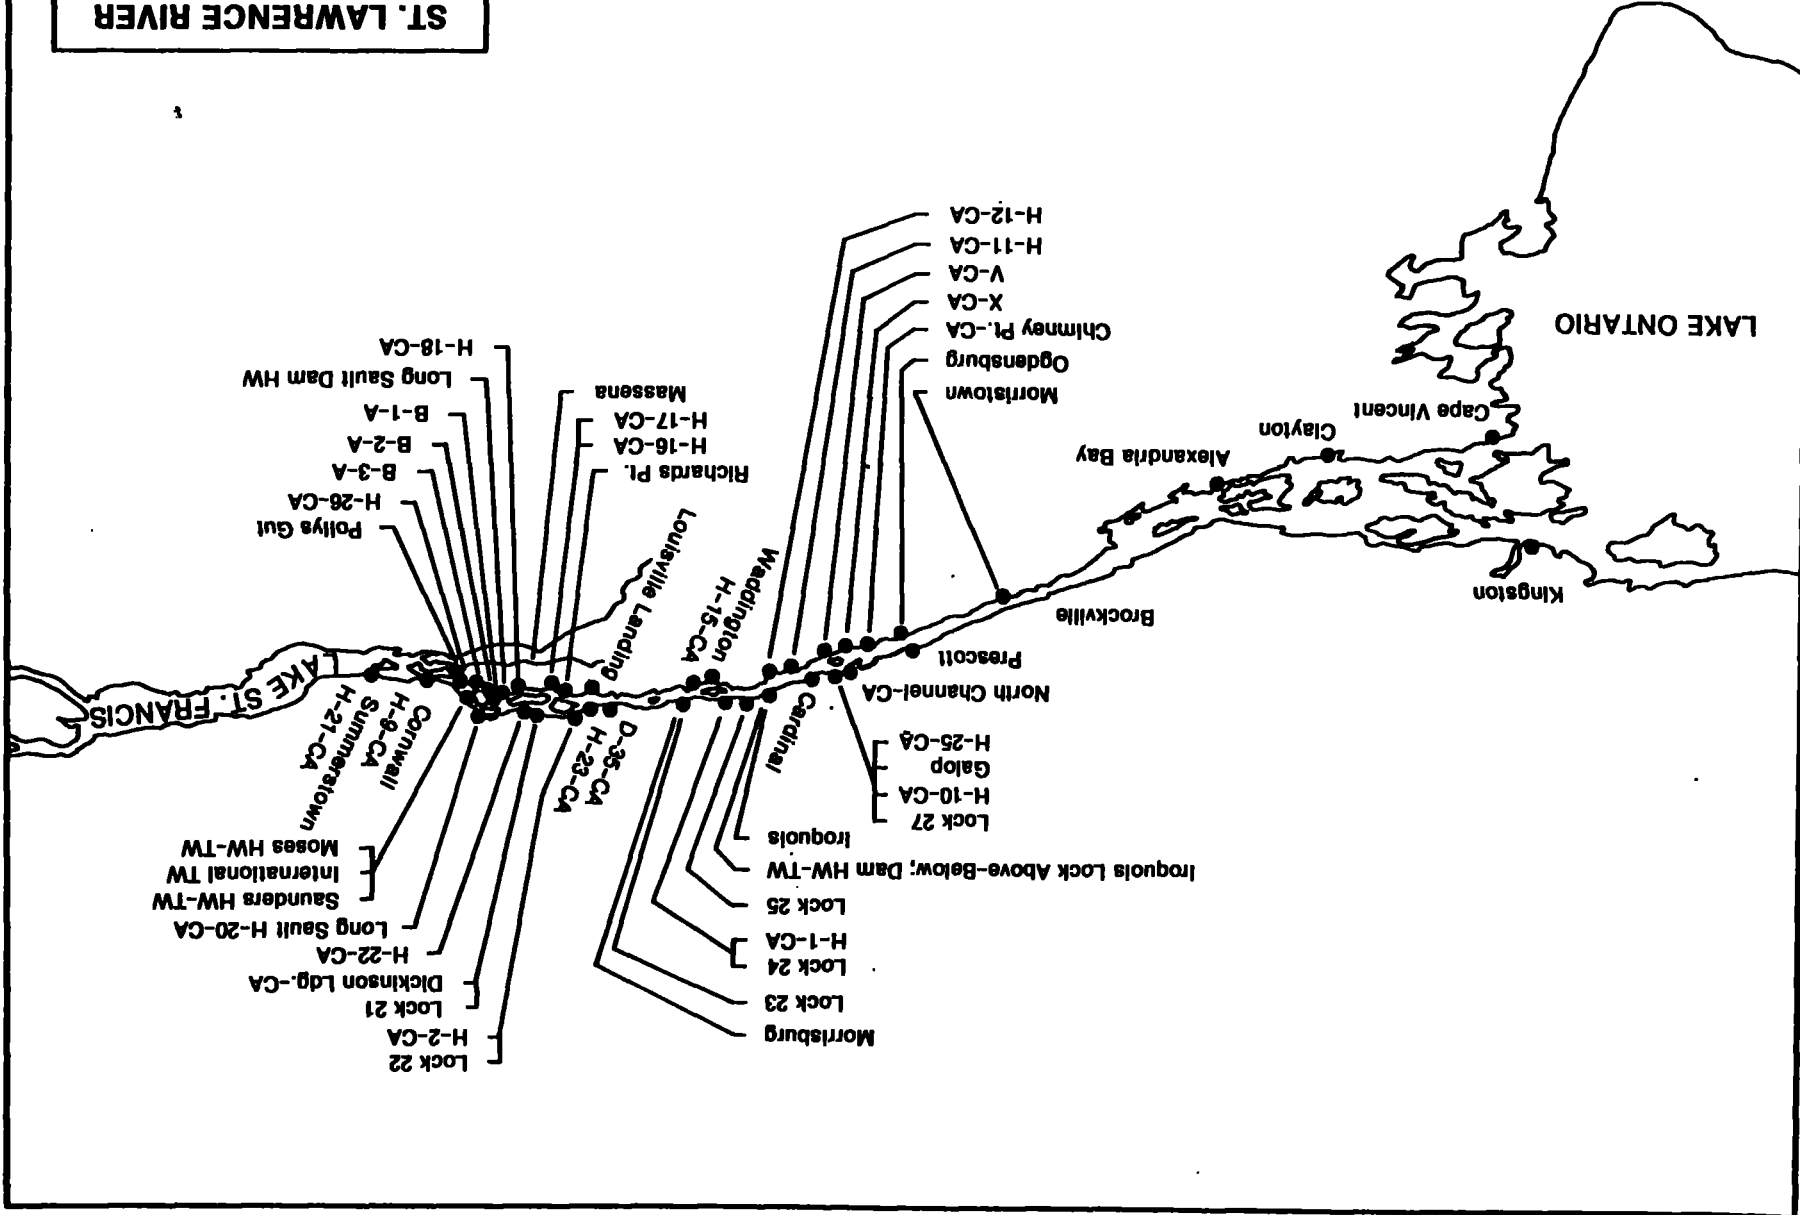 Lock 22
H-2-CA
Lock 21
Dickinson Ldg.-CA
H-22-CA
Long Sault H-20-CA
Saunders HW-TW
International TW
Moses HW-TW
Morrisburg
Lock 23
Lock 24
H-1-CA
Lock 25
Iroquois Lock Above-Below; Dam HW-TW
Iroquois
Lock 27
H-10-CA
Galop
H-25-CA
North Channel-CA
Cardinal
Prescott
Brockville
Kingston
D-35-CA
H-23-CA
Cornwall
H-9-CA
Summerstown
H-21-CA
AKE ST. FRANCIS
LAKE ONTARIO
Cape Vincent
Clayton
Alexandria Bay
Morristown
Ogdensburg
Chimney Pt.-CA
X-CA
V-CA
H-11-CA
H-12-CA
Waddington
H-15-CA
Louisville Landing
Richards Pt.
H-16-CA
H-17-CA
Massena
Pollys Gut
H-26-CA
B-3-A
B-2-A
B-1-A
Long Sault Dam HW
H-18-CA
ST. LAWRENCE RIVER